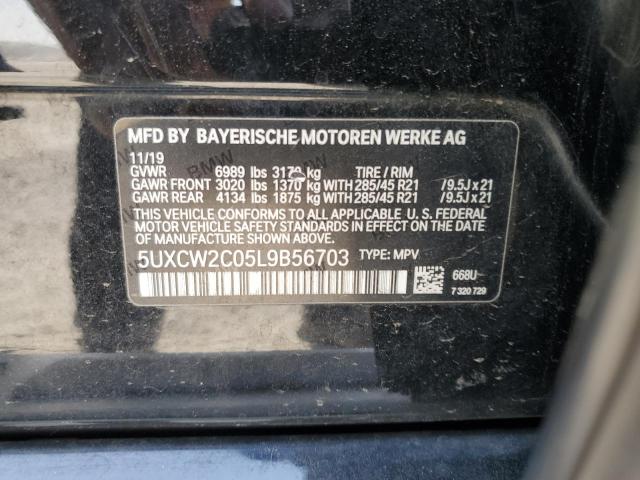 MFD BY BAYERISCHE MOTOREN WERKE AG
11/19
GVWR 6989 lbs kg TIRE / RIM
GAWR FRONT 3020 lbs 1370 kg WITH 285/45 R21 /9.5J x 21
GAWR REAR 4134 lbs 1875 kg WITH 285/45 R21 /9.5J x 21
THIS VEHICLE CONFORMS TO ALL APPLICABLE U. S. FEDERAL
MOTOR VEHICLE SAFETY STANDARDS IN EFFECT ON THE
DATE OF MANUFACTURE SHOWN ABOVE.
5UXCW2C05L9B56703 TYPE: MPV
668U
7 320 729